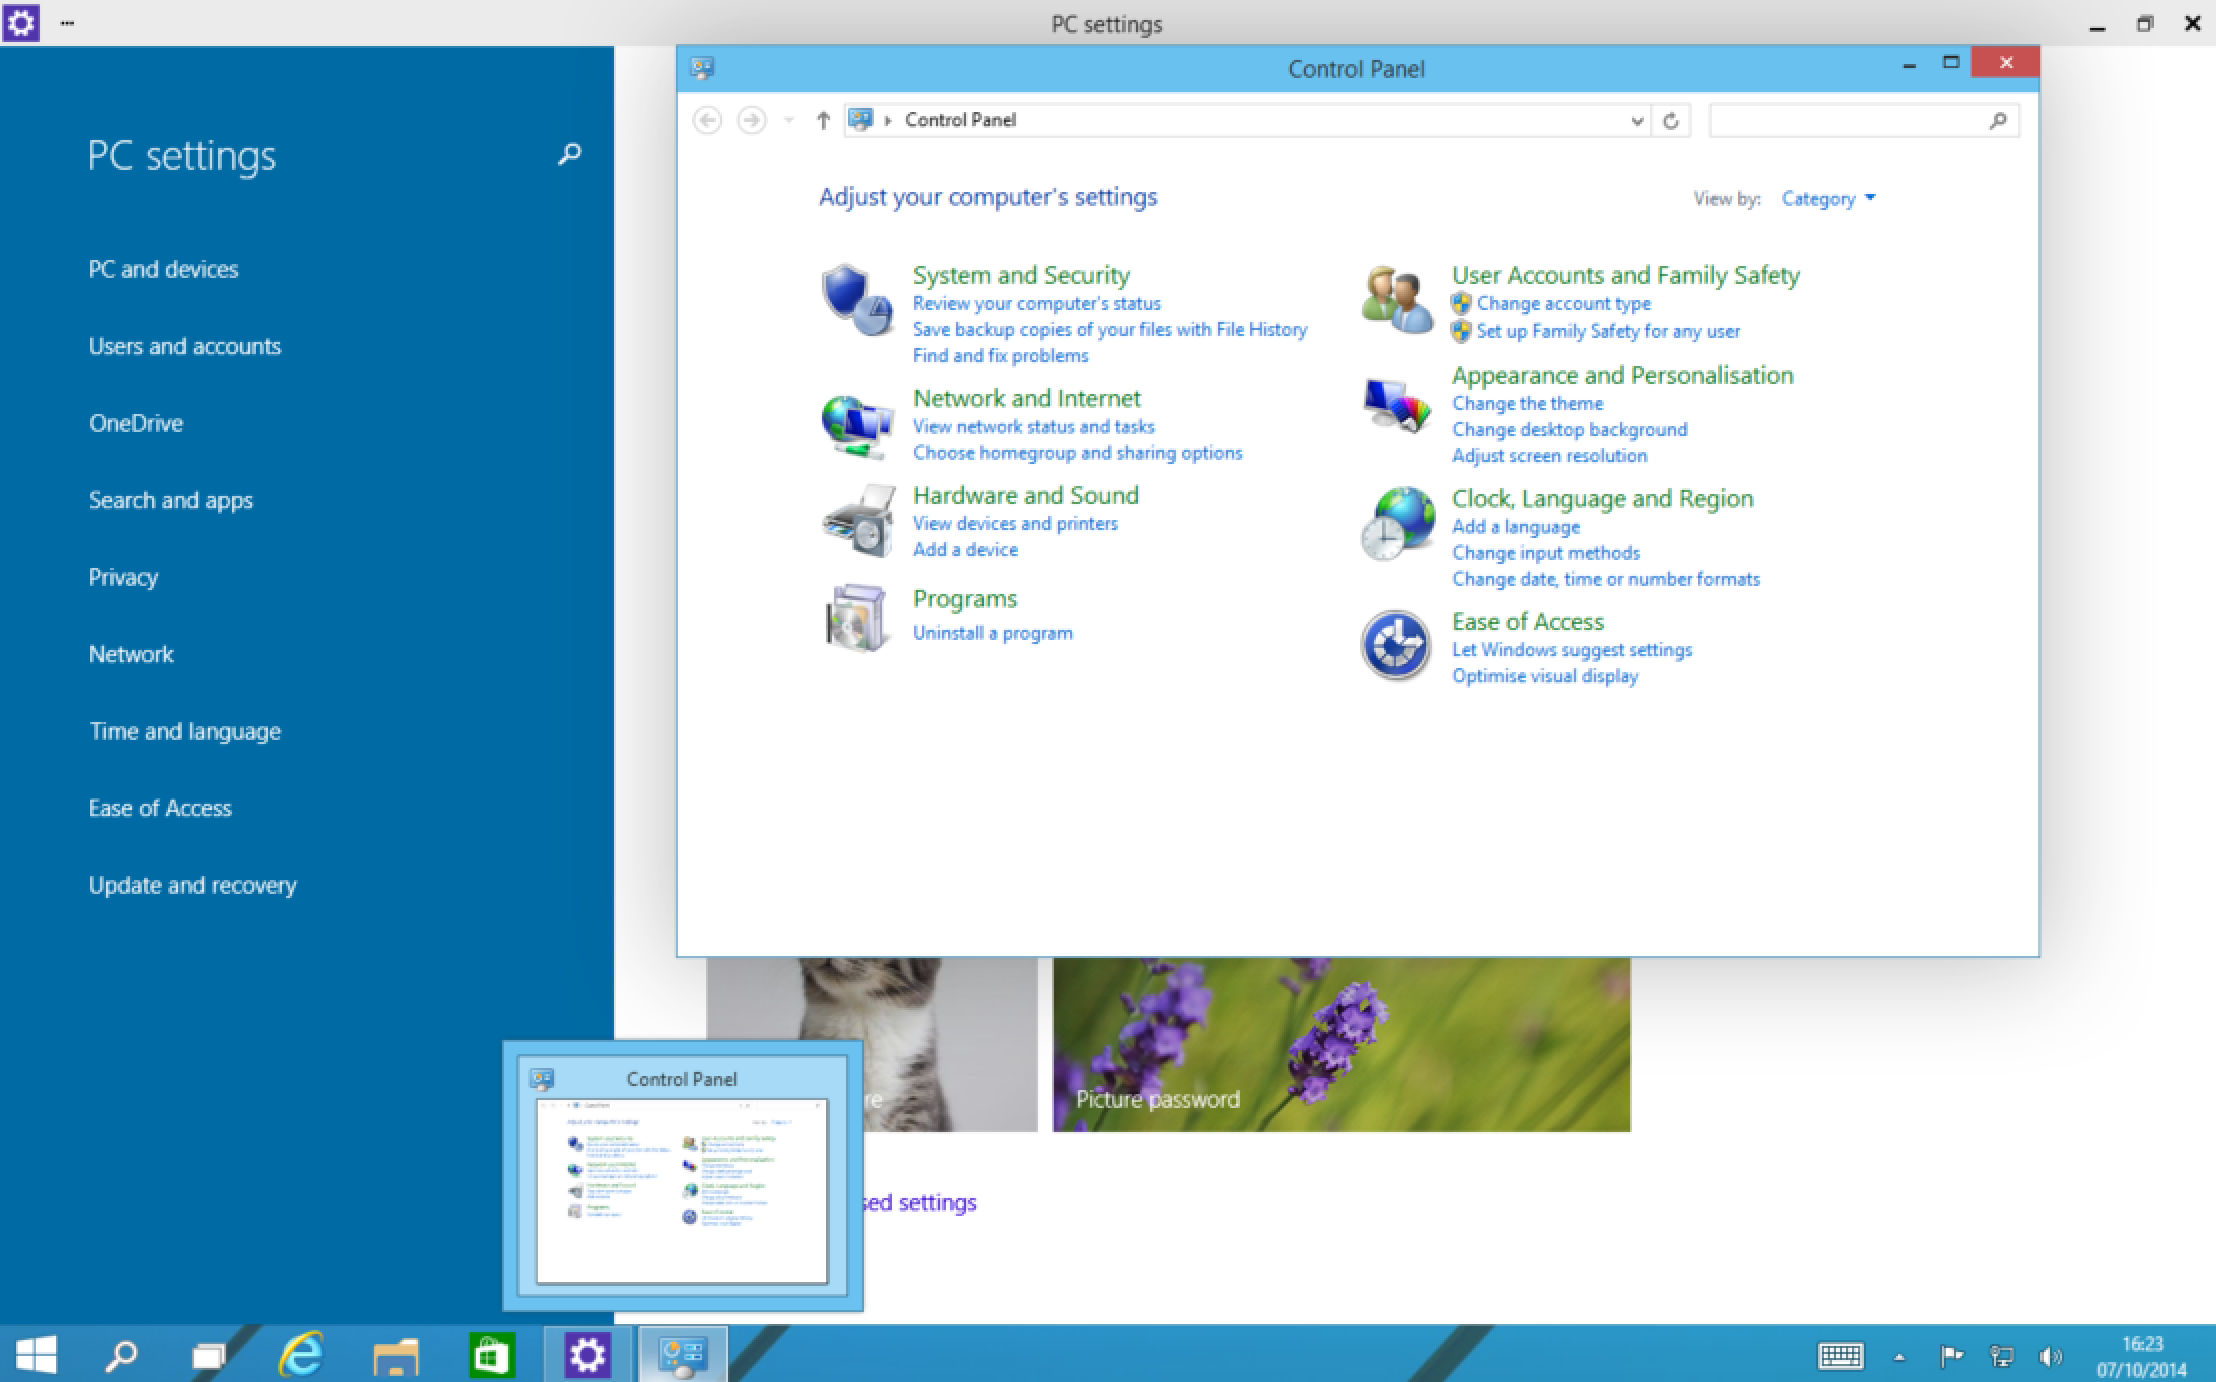 PC settings
PC settings
PC and devices
Users and accounts
OneDrive
Search and apps
Privacy
Network
Time and language
Ease of Access
Update and recovery
Control Panel
Control Panel
Adjust your computer's settings
View by: Category
System and Security
Review your computer's status
Save backup copies of your files with File History
Find and fix problems
Network and Internet
View network status and tasks
Choose homegroup and sharing options
Hardware and Sound
View devices and printers
Add a device
Programs
Uninstall a program
User Accounts and Family Safety
Change account type
Set up Family Safety for any user
Appearance and Personalisation
Change the theme
Change desktop background
Adjust screen resolution
Clock, Language and Region
Add a language
Change input methods
Change date, time or number formats
Ease of Access
Let Windows suggest settings
Optimise visual display
Picture password
settings
Control Panel
16:23
07/10/2014